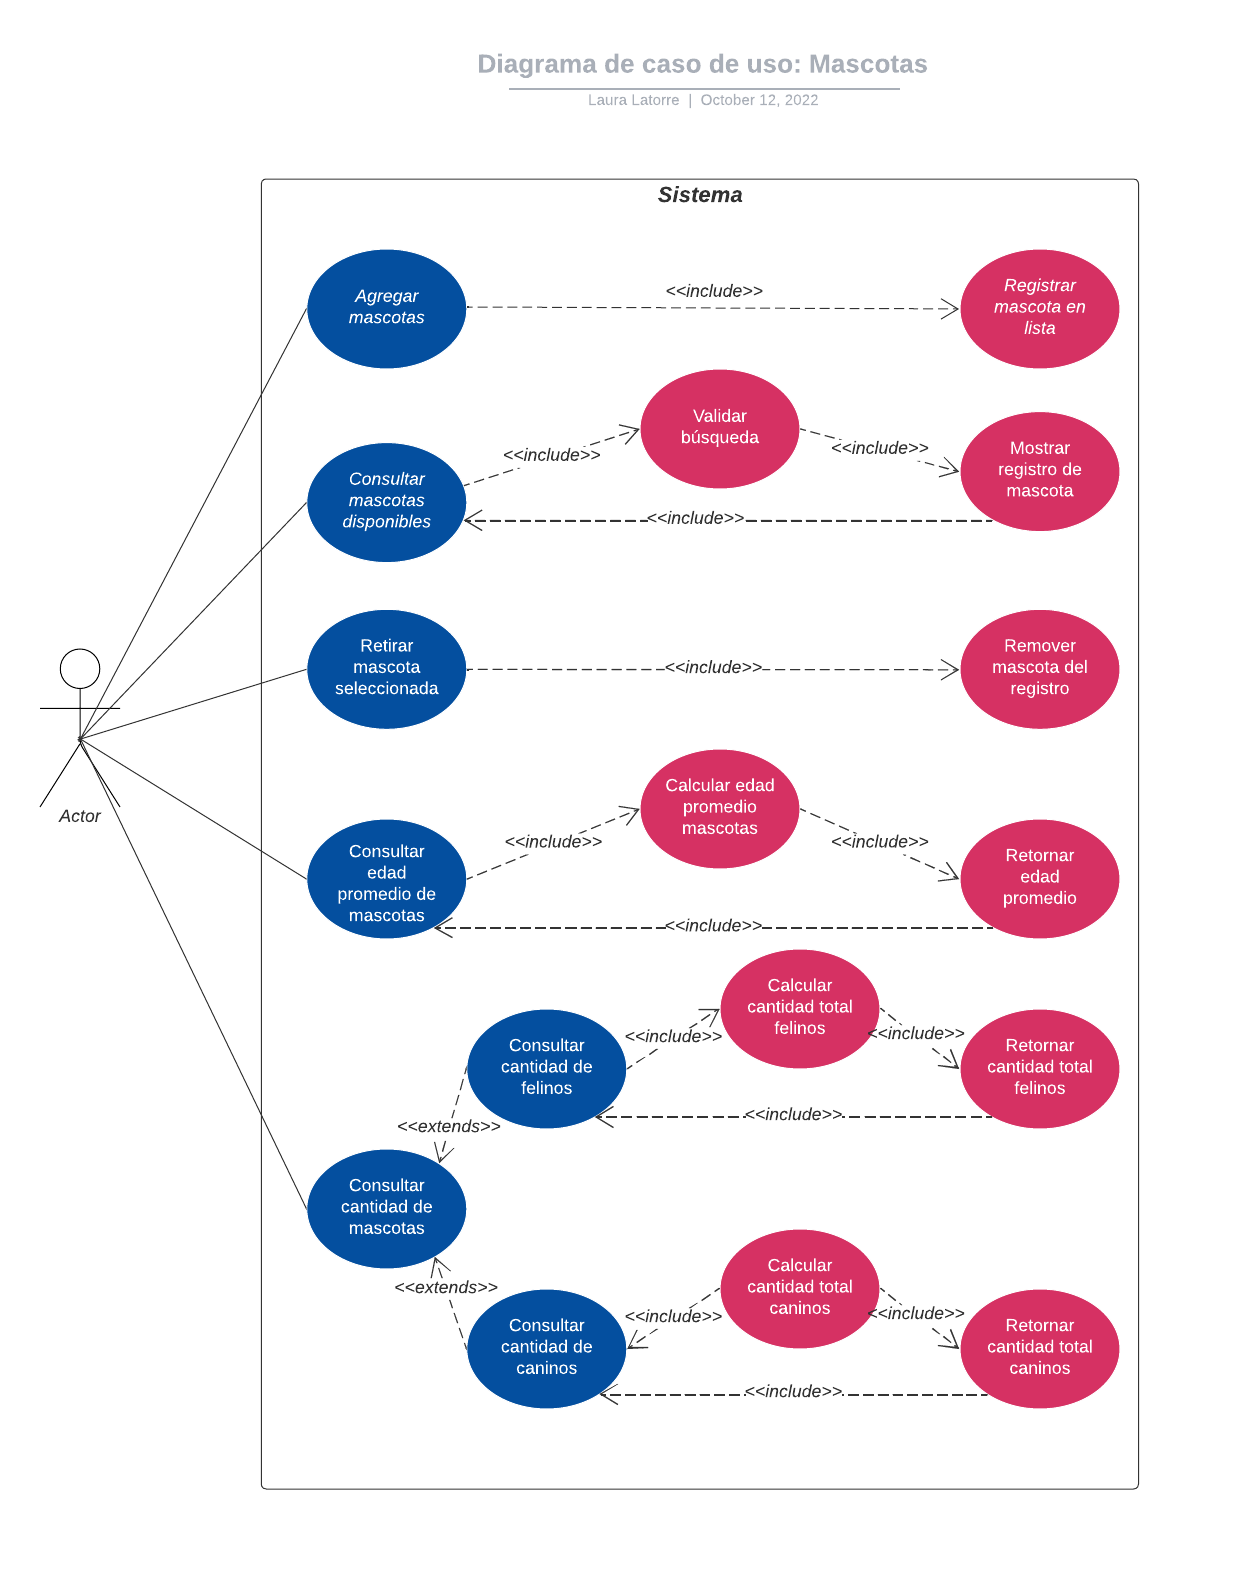 Diagrama de caso de uso: Mascotas
Laura Latorre | October 12, 2022
Sistema
Agregar
mascotas
<<include>>
Registrar
mascota en
lista
Consultar
mascotas
disponibles
<<include>>
Validar
búsqueda
<<include>>
Mostrar
registro de
mascota
<<include>>
Retirar
mascota
seleccionada
<<include>>
Remover
mascota del
registro
Actor
Consultar
edad
promedio de
mascotas
<<include>>
Calcular edad
promedio
mascotas
<<include>>
Retornar
edad
promedio
<<include>>
Consultar
cantidad de
felinos
<<include>>
Calcular
cantidad total
felinos
<<include>>
Retornar
cantidad total
felinos
<<include>>
<<extends>>
Consultar
cantidad de
mascotas
<<extends>>
Consultar
cantidad de
caninos
<<include>>
Calcular
cantidad total
caninos
<<include>>
Retornar
cantidad total
caninos
<<include>>